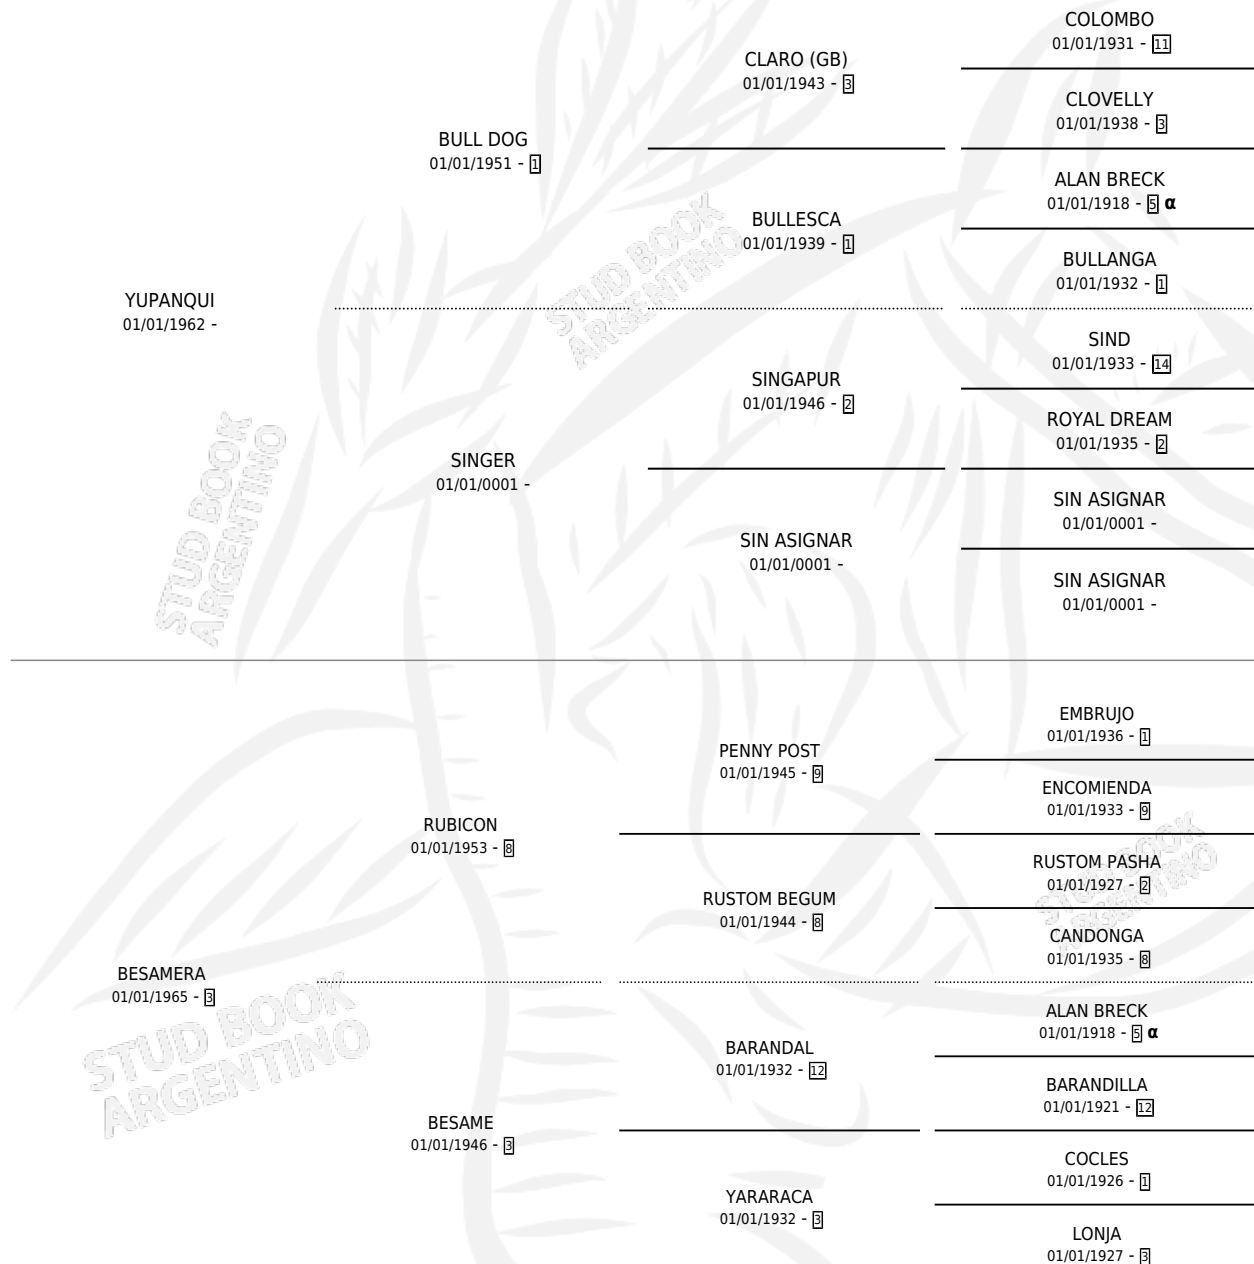 COLOMBO
01/01/1931 - 11
CLARO (GB)
01/01/1943 - 3
CLOVELLY
01/01/1938 - 3
BULL DOG
01/01/1951 - 1
ALAN BRECK
01/01/1918 - 5 α
BULLESCA
01/01/1939 - 1
BULLANGA
01/01/1932 - 1
YUPANQUI
01/01/1962 -
STUD BOOK
ARGENTINO
SIND
01/01/1933 - 14
SINGAPUR
01/01/1946 - 2
ROYAL DREAM
01/01/1935 - 2
SINGER
01/01/0001 -
SIN ASIGNAR
01/01/0001 -
SIN ASIGNAR
01/01/0001 -
SIN ASIGNAR
01/01/0001 -
STUD BOOK
ARGENTINO
EMBRUJO
01/01/1936 - 1
PENNY POST
01/01/1945 - 9
ENCOMIENDA
01/01/1933 - 9
RUBICON
01/01/1953 - 8
RUSTOM PASHA
01/01/1927 - 2
RUSTOM BEGUM
01/01/1944 - 8
CANDONGA
01/01/1935 - 8
STUD BOOK
ARGENTINO
BESAMERA
01/01/1965 - 3
ALAN BRECK
01/01/1918 - 5 α
BARANDAL
01/01/1932 - 12
BARANDILLA
01/01/1921 - 12
STUD BOOK
ARGENTINO
BESAME
01/01/1946 - 3
COCLES
01/01/1926 - 1
YARARACA
01/01/1932 - 3
LONJA
01/01/1927 - 3